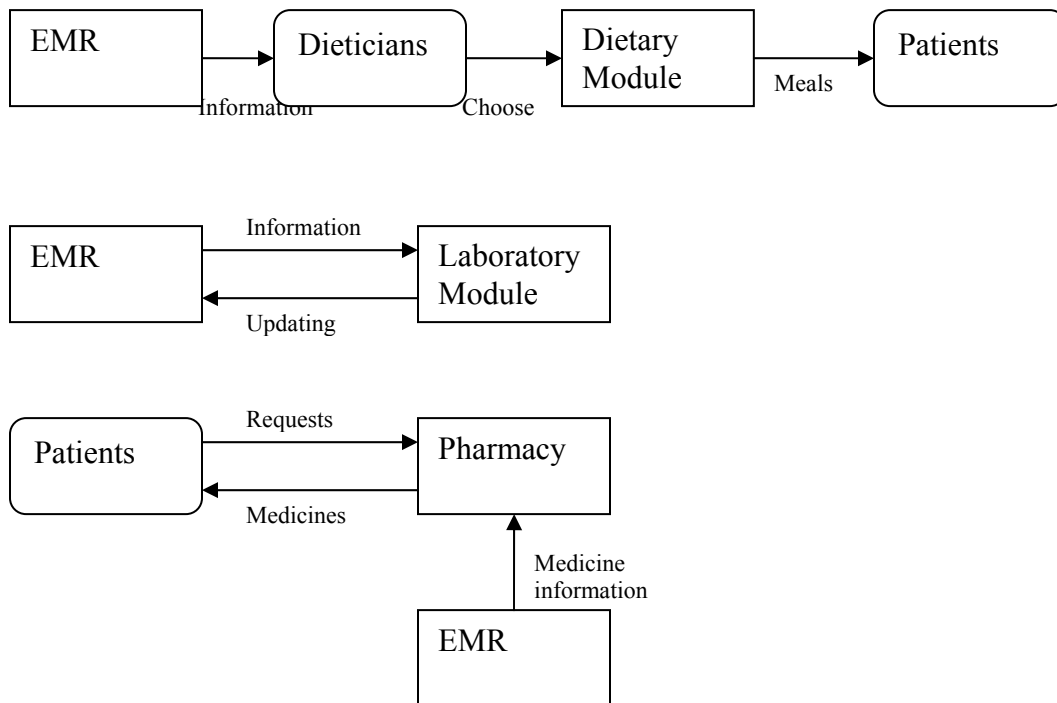 EMR
Dieticians
Dietary
Module
Patients
Information
Choose
Meals
EMR
Information
Laboratory
Module
Updating
Patients
Requests
Pharmacy
Medicines
Medicine
information
EMR